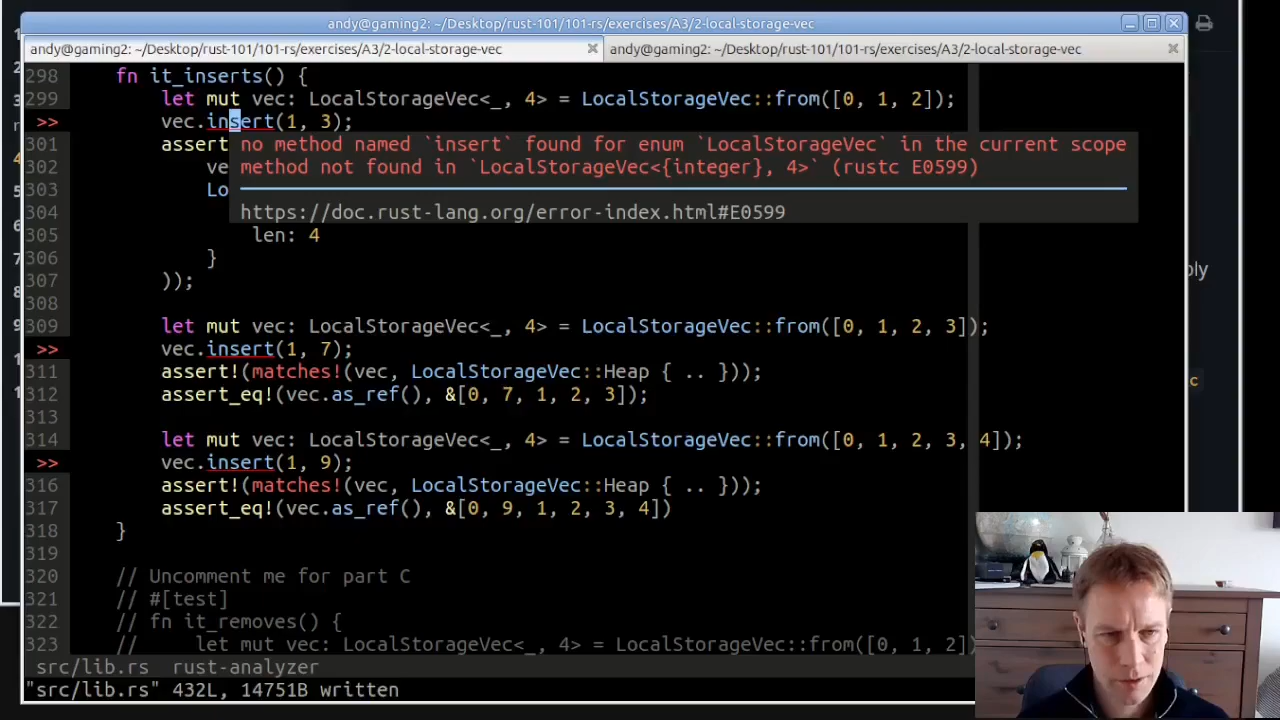 andy@gaming2: ~/Desktop/rust-101/101-rs/exercises/A3/2-local-storage-vec
andy@gaming2: ~/Desktop/rust-101/101-rs/exercises/A3/2-local-storage-vec
andy@gaming2: ~/Desktop/rust-101/101-rs/exercises/A3/2-local-storage-vec
298 fn it_inserts() {
299 let mut vec: LocalStorageVec<_, 4> = LocalStorageVec::from([0, 1, 2]);
>> vec.insert(1, 3);
301 assert
no method named `insert` found for enum `LocalStorageVec` in the current scope
302 ve
method not found in `LocalStorageVec<{integer}, 4>` (rustc E0599)
303 Lo
304
https://doc.rust-lang.org/error-index.html#E0599
305 len: 4
306 }
307 ));
308
309 let mut vec: LocalStorageVec<_, 4> = LocalStorageVec::from([0, 1, 2, 3]);
>> vec.insert(1, 7);
311 assert!(matches!(vec, LocalStorageVec::Heap { .. }));
312 assert_eq!(vec.as_ref(), &[0, 7, 1, 2, 3]);
313
314 let mut vec: LocalStorageVec<_, 4> = LocalStorageVec::from([0, 1, 2, 3, 4]);
>> vec.insert(1, 9);
316 assert!(matches!(vec, LocalStorageVec::Heap { .. }));
317 assert_eq!(vec.as_ref(), &[0, 9, 1, 2, 3, 4])
318 }
319
320 // Uncomment me for part C
321 // #[test]
322 // fn it_removes() {
323 // let mut vec: LocalStorageVec<_, 4> = LocalStorageVec::from([0, 1, 2]
src/lib.rs rust-analyzer
"src/lib.rs" 432L, 14751B written